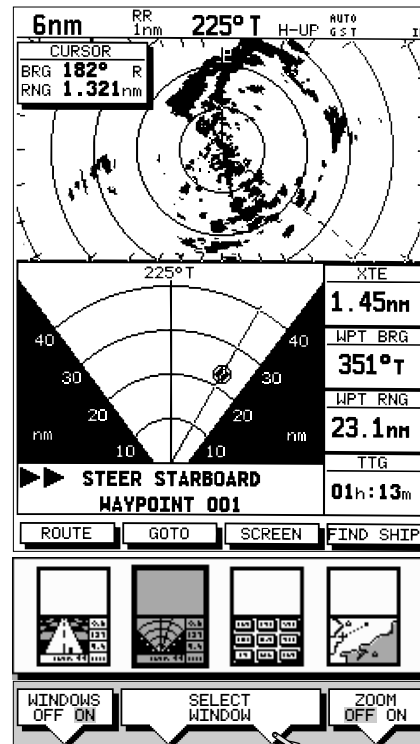 6nm RR 1nm 225°T H-UP AUTO GST
CURSOR
BRG 182° R
RNG 1.321nm
225°T
40 40
30 30
20 20
nm nm
10 10
XTE
1.45nm
WPT BRG
351°T
WPT RNG
23.1nm
TTG
01h:13m
STEER STARBOARD
WAYPOINT 001
ROUTE GOTO SCREEN FIND SHIP
WINDOWS
OFF ON
SELECT
WINDOW
ZOOM
OFF ON